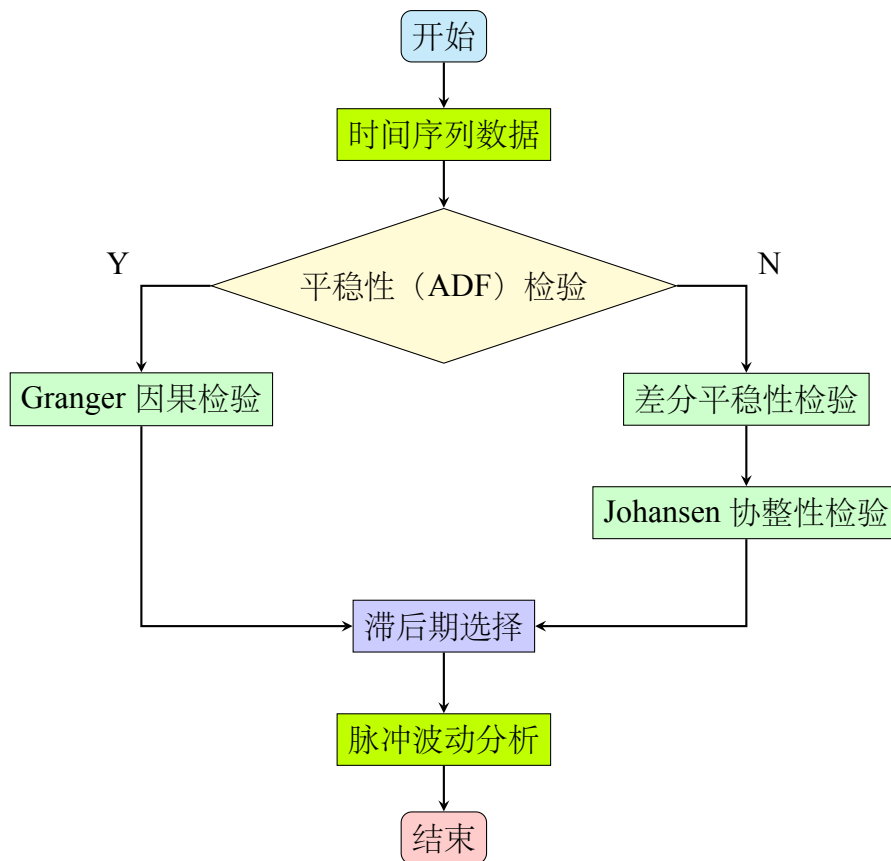 开始
时间序列数据
平稳性（ADF）检验
Y
N
Granger 因果检验
差分平稳性检验
Johansen 协整性检验
滞后期选择
脉冲波动分析
结束